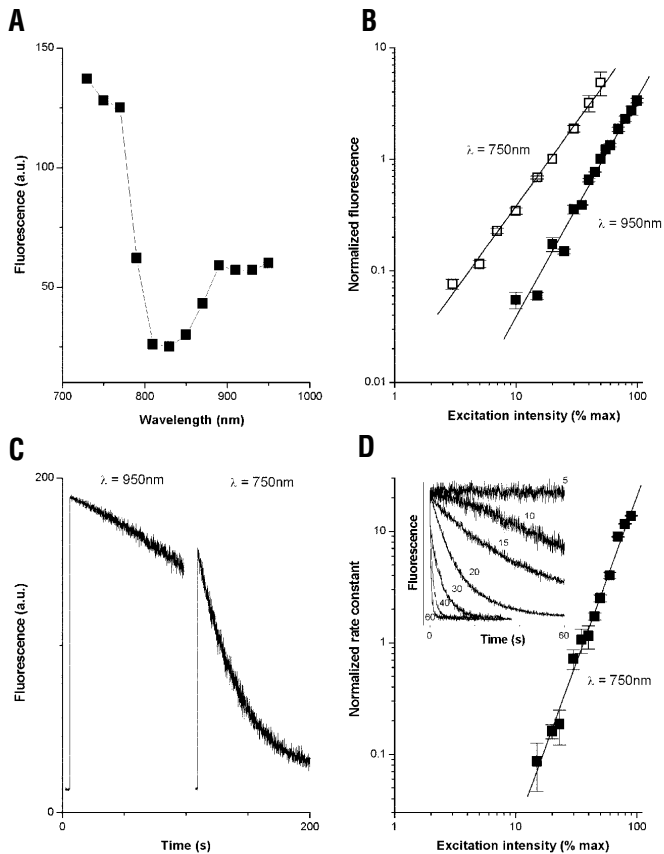 A
150
100
50
Fluorescence (a.u.)
700
800
900
1000
Wavelength (nm)
B
10
1
0.1
0.01
Normalized fluorescence
λ = 750nm
λ = 950nm
1
10
100
Excitation intensity (% max)
C
200
0
Fluorescence (a.u.)
λ = 950nm
λ = 750nm
0
200
Time (s)
D
10
1
0.1
Normalized rate constant
Fluorescence
5
10
15
20
30
40
60
0
60
Time (s)
λ = 750nm
1
10
100
Excitation intensity (% max)